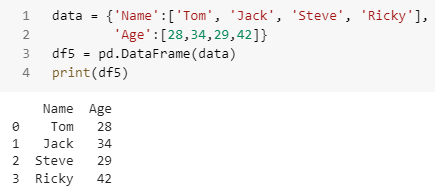 1 data = {'Name':['Tom', 'Jack', 'Steve', 'Ricky'],
2         'Age':[28,34,29,42]}
3 df5 = pd.DataFrame(data)
4 print(df5)
    Name  Age
0    Tom   28
1   Jack   34
2  Steve   29
3  Ricky   42